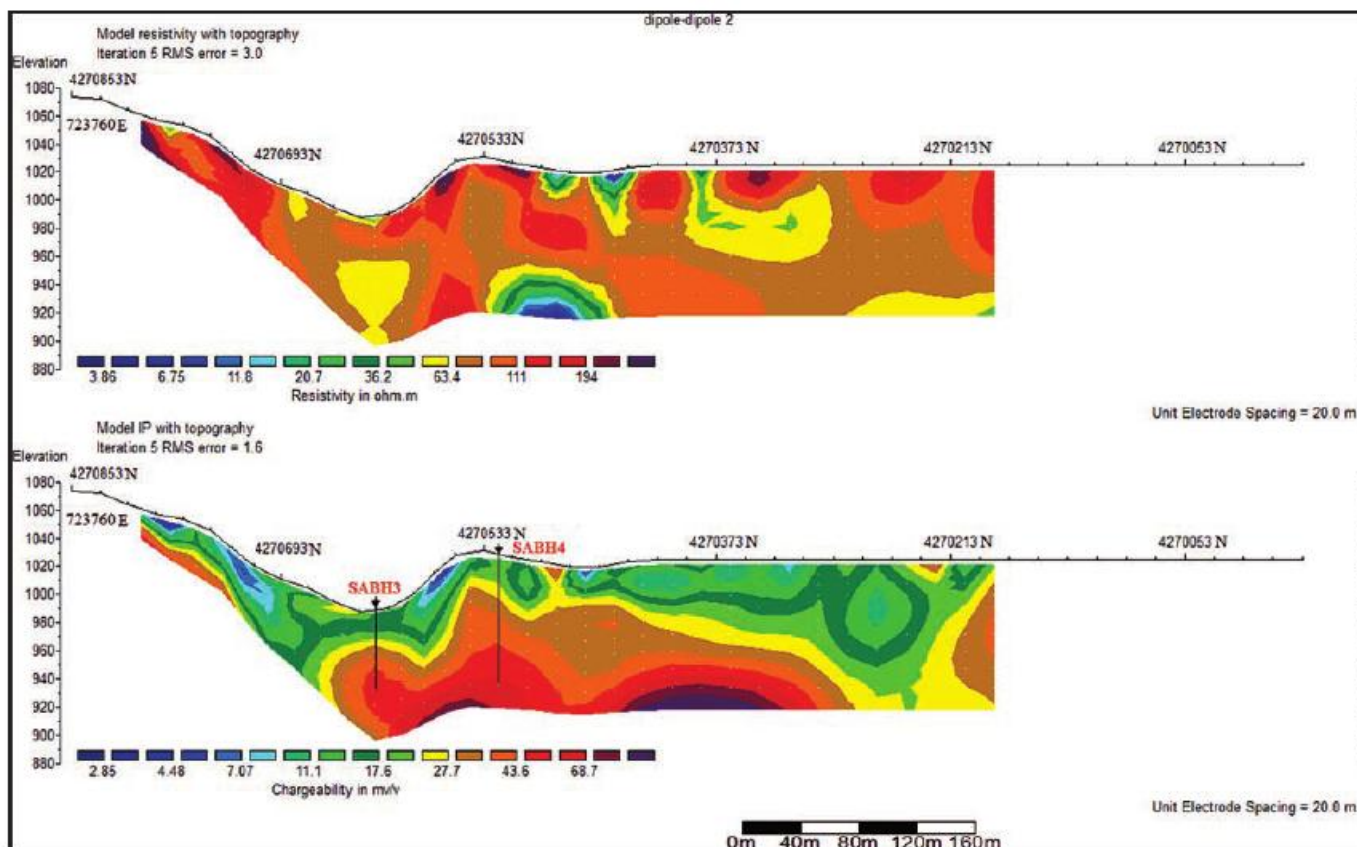 dipole-dipole 2
Model resistivity with topography
Iteration 5 RMS error = 3.0
Elevation
4270853N
1080
1060
723760E
1040
4270693N
4270533N
4270373N
4270213N
4270053N
1020
1000
980
960
940
920
900
880
3.86 6.75 11.8 20.7 36.2 63.4 111 194
Resistivity in ohm.m
Unit Electrode Spacing = 20.0 m
Model IP with topography
Iteration 5 RMS error = 1.6
Elevation
4270853N
1080
1060
723760E
1040
4270693N
4270533N
SABH4
4270373N
4270213N
4270053N
1020
SABH3
1000
980
960
940
920
900
880
2.85 4.48 7.07 11.1 17.6 27.7 43.6 68.7
Chargeability in mv/v
Unit Electrode Spacing = 20.0 m
0m 40m 80m 120m 160m